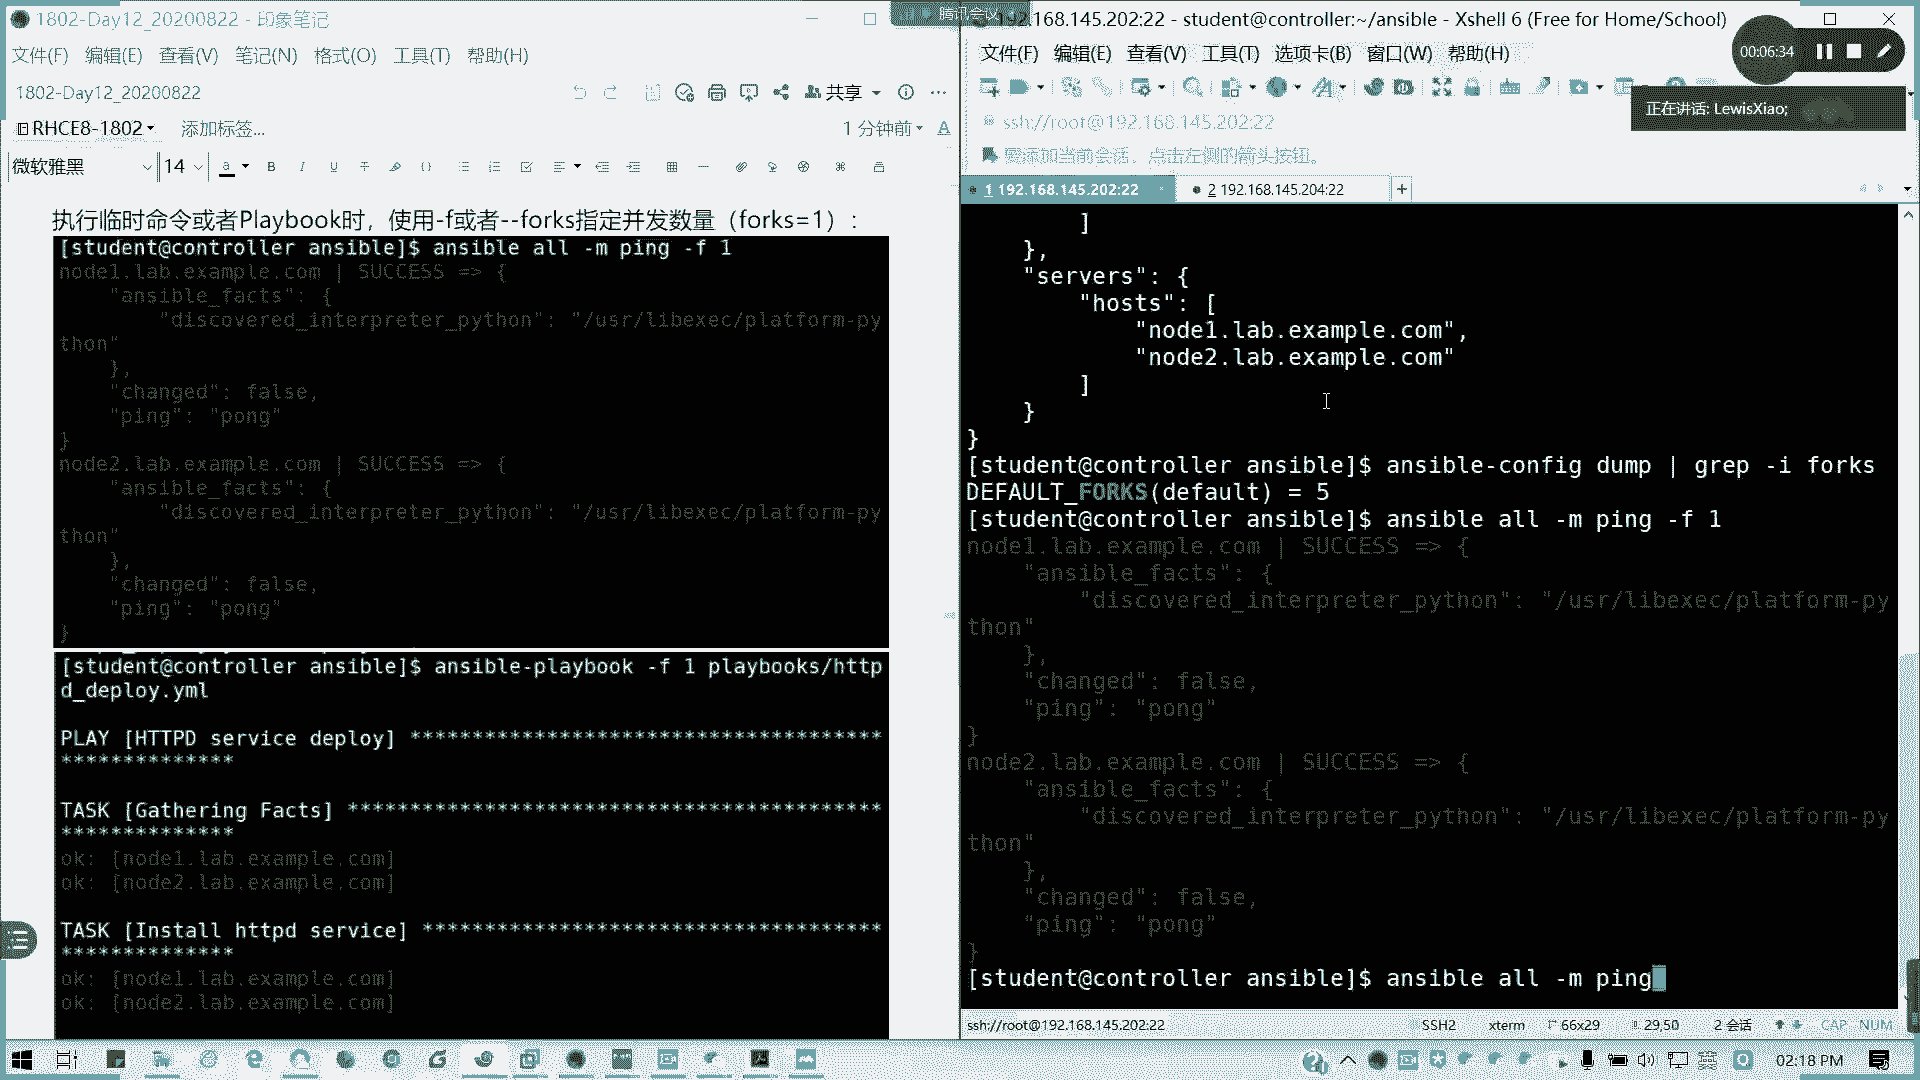 1802-Day12_20200822 - 印象笔记
文件(F) 编辑(E) 查看(V) 笔记(N) 格式(O) 工具(T) 帮助(H)
1802-Day12_20200822
共享
RHCE8-1802
添加标签...
1 分钟前
微软雅黑 14
执行临时命令或者Playbook时，使用-f或者--forks指定并发数量（forks=1）：
[student@controller ansible]$ ansible all -m ping -f 1
node1.lab.example.com | SUCCESS => {
"ansible_facts": {
"discovered_interpreter_python": "/usr/libexec/platform-py
thon"
},
"changed": false,
"ping": "pong"
}
node2.lab.example.com | SUCCESS => {
"ansible_facts": {
"discovered_interpreter_python": "/usr/libexec/platform-py
thon"
},
"changed": false,
"ping": "pong"
}
[student@controller ansible]$ ansible-playbook -f 1 playbooks/http
d_deploy.yml
PLAY [HTTPD service deploy] **************************************
**************
TASK [Gathering Facts] *******************************************
**************
ok: [node1.lab.example.com]
ok: [node2.lab.example.com]
TASK [Install httpd service] *************************************
**************
ok: [node1.lab.example.com]
ok: [node2.lab.example.com]
腾讯会议
.168.145.202:22 - student@controller:~/ansible - Xshell 6 (Free for Home/School)
文件(F) 编辑(E) 查看(V) 工具(T) 选项卡(B) 窗口(W) 帮助(H)
00:06:34
正在讲话: LewisXiao;
ssh://root@192.168.145.202:22
要添加当前会话，点击左侧的箭头按钮。
1 192.168.145.202:22
2 192.168.145.204:22
]
},
"servers": {
"hosts": [
"node1.lab.example.com",
"node2.lab.example.com"
]
}
}
[student@controller ansible]$ ansible-config dump | grep -i forks
DEFAULT_FORKS(default) = 5
[student@controller ansible]$ ansible all -m ping -f 1
node1.lab.example.com | SUCCESS => {
"ansible_facts": {
"discovered_interpreter_python": "/usr/libexec/platform-py
thon"
},
"changed": false,
"ping": "pong"
}
node2.lab.example.com | SUCCESS => {
"ansible_facts": {
"discovered_interpreter_python": "/usr/libexec/platform-py
thon"
},
"changed": false,
"ping": "pong"
}
[student@controller ansible]$ ansible all -m ping
ssh://root@192.168.145.202:22 SSH2 xterm 66x29 29,50 2 会话 CAP NUM
英 02:18 PM